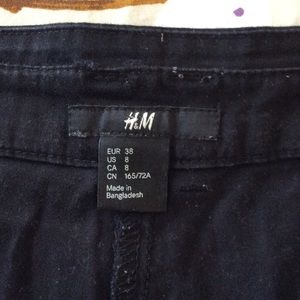 H&M
EUR 38
US 8
CA 8
CN 165/72A
Made in
Bangladesh